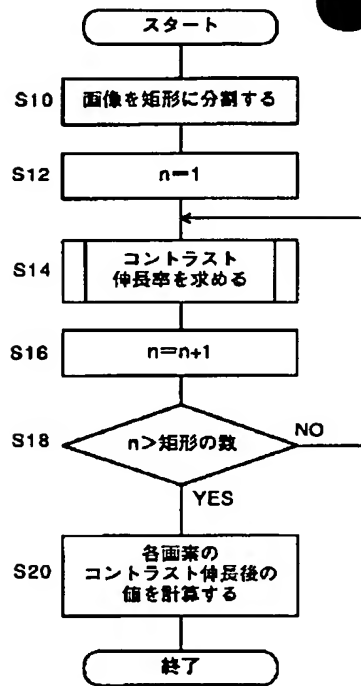 スタート
S10 画像を矩形に分割する
S12 n=1
S14 コントラスト
伸長率を求める
S16 n=n+1
S18 n>矩形の数 NO
YES
S20 各画素の
コントラスト伸長後の
値を計算する
終了